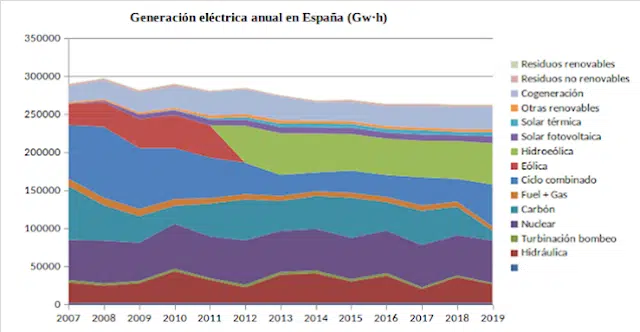 Generación eléctrica anual en España (Gw·h)
350000
300000
250000
200000
150000
100000
50000
0
2007 2008 2009 2010 2011 2012 2013 2014 2015 2016 2017 2018 2019
Residuos renovables
Residuos no renovables
Cogeneración
Otras renovables
Solar térmica
Solar fotovoltaica
Hidroeólica
Eólica
Ciclo combinado
Fuel + Gas
Carbón
Nuclear
Turbinación bombeo
Hidráulica